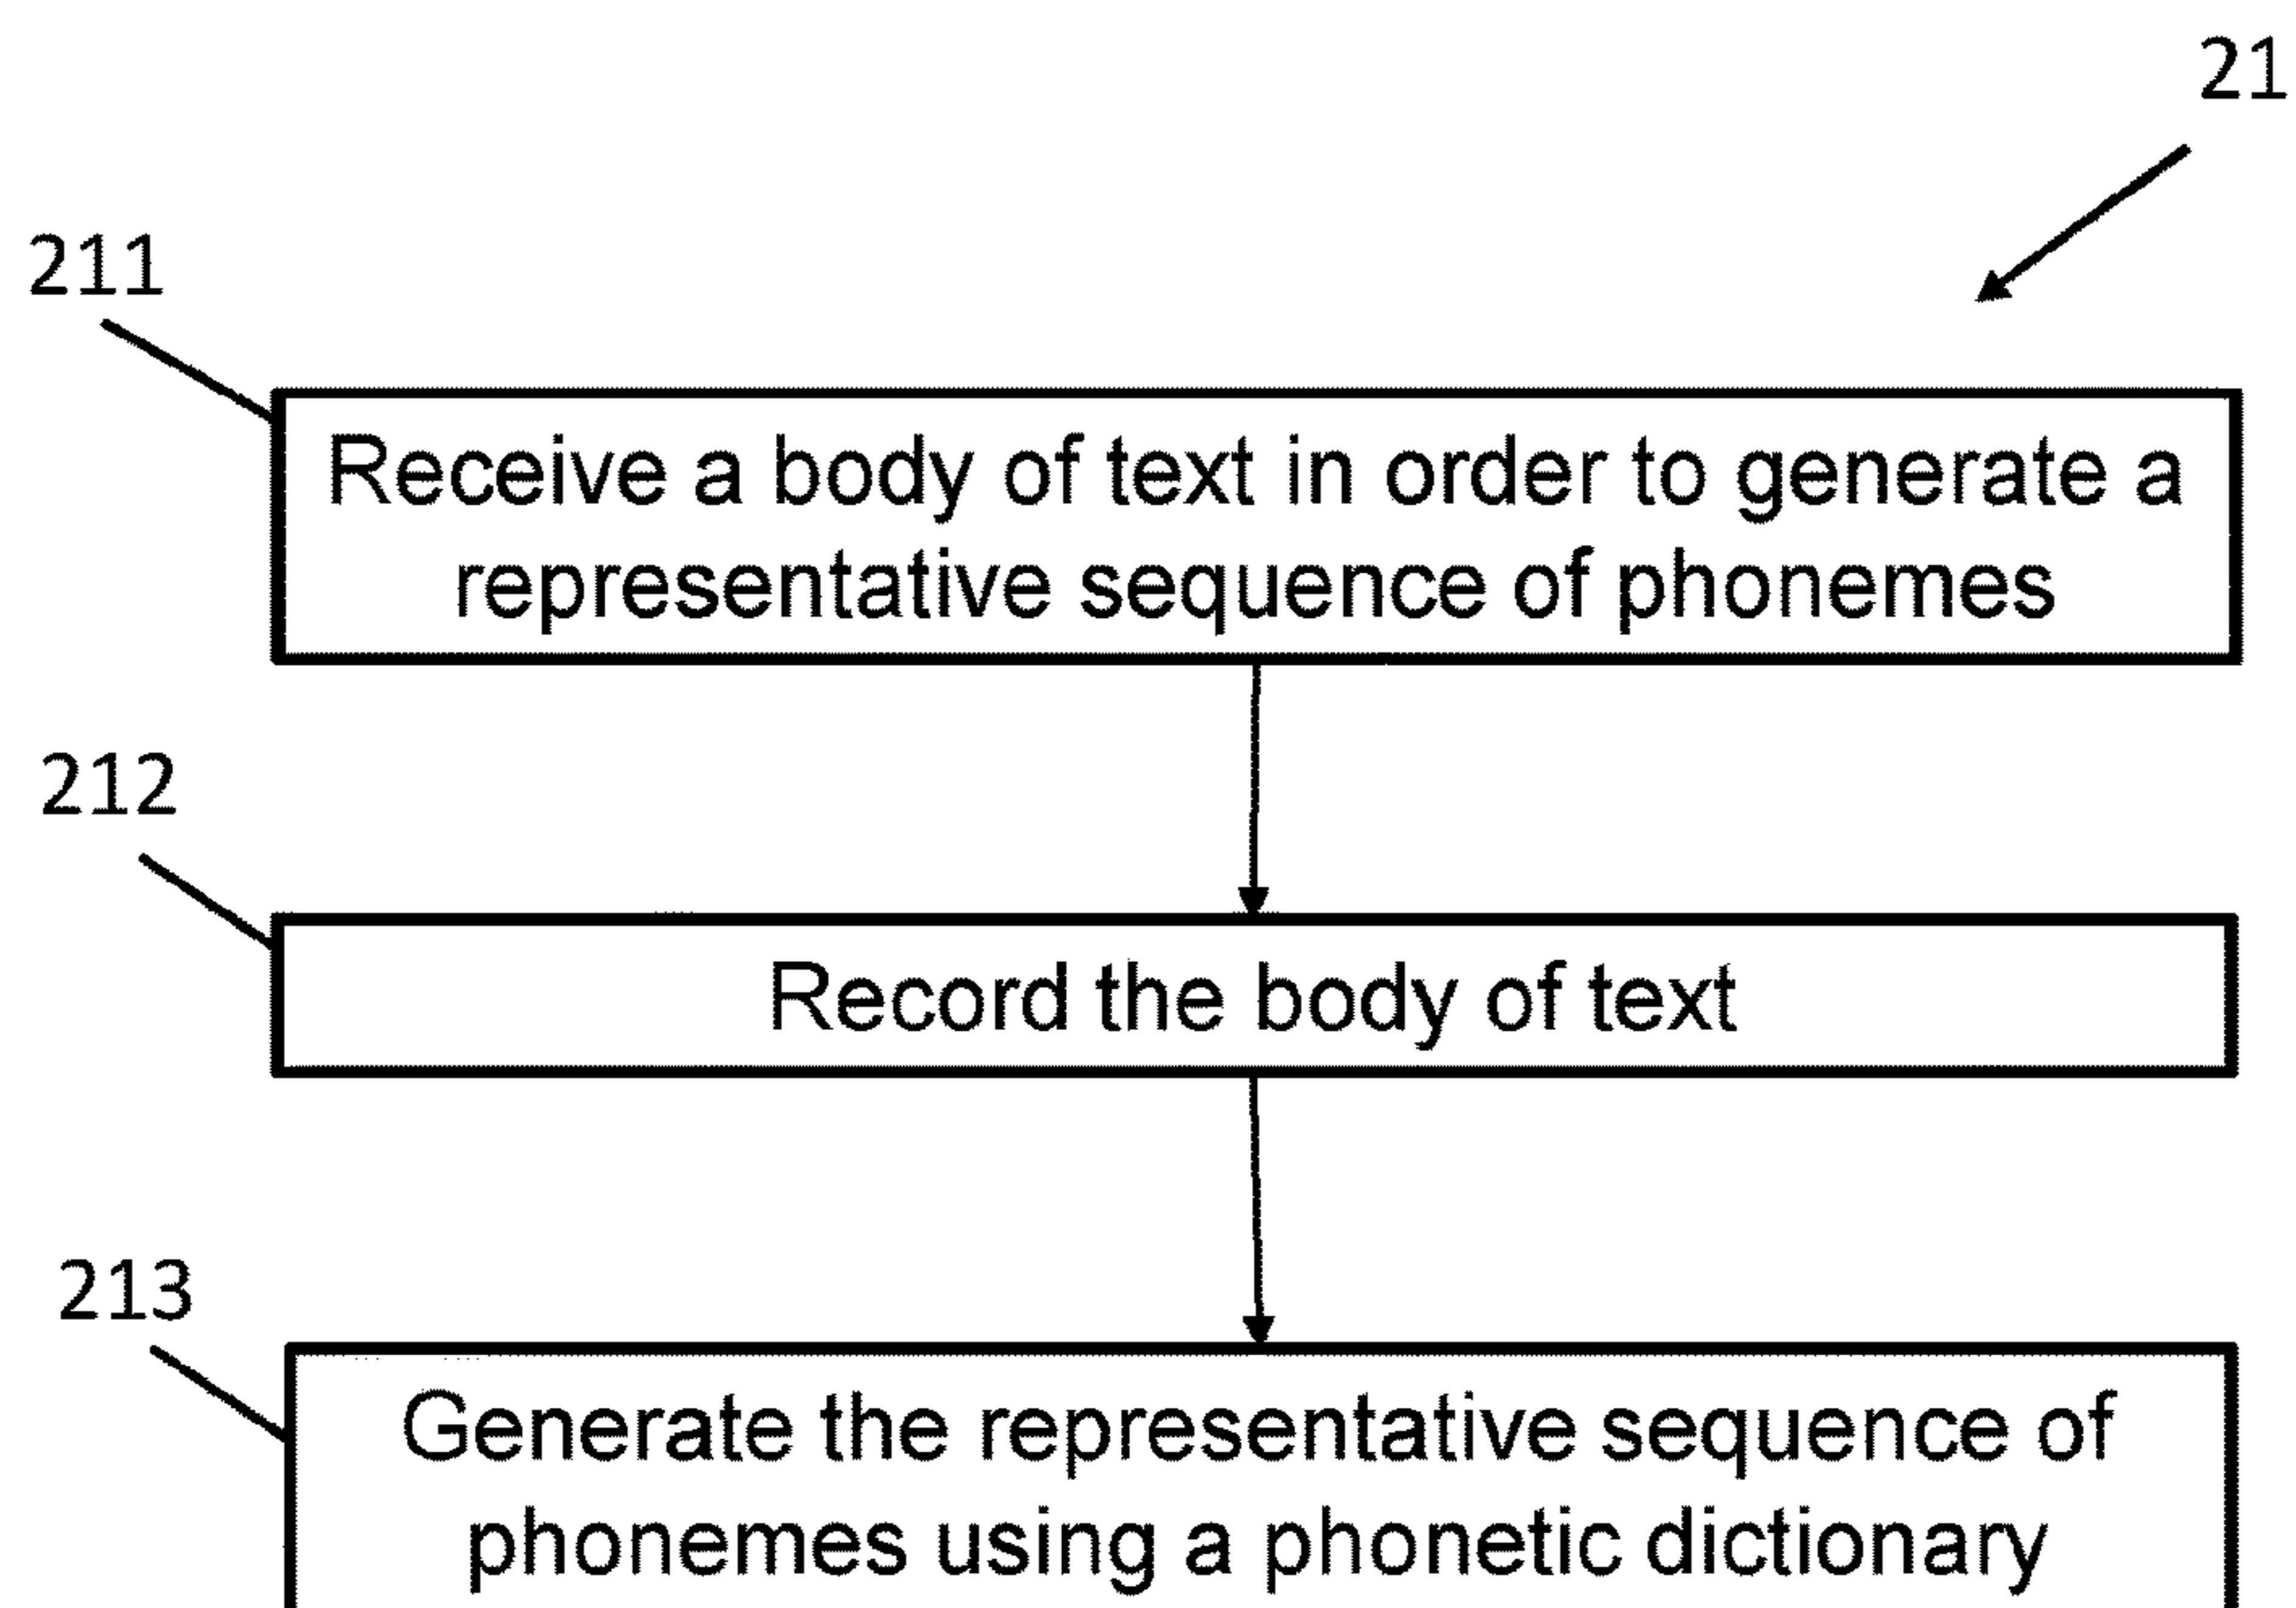 21
211
Receive a body of text in order to generate a
representative sequence of phonemes
212
Record the body of text
213
Generate the representative sequence of
phonemes using a phonetic dictionary